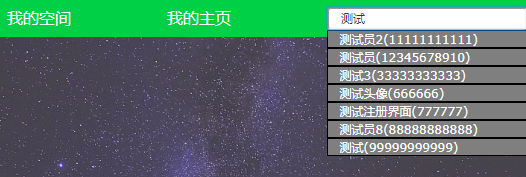 我的空间 我的主页 测试
测试员2(11111111111)
测试员(12345678910)
测试3(33333333333)
测试头像(666666)
测试注册界面(777777)
测试员8(88888888888)
测试(99999999999)